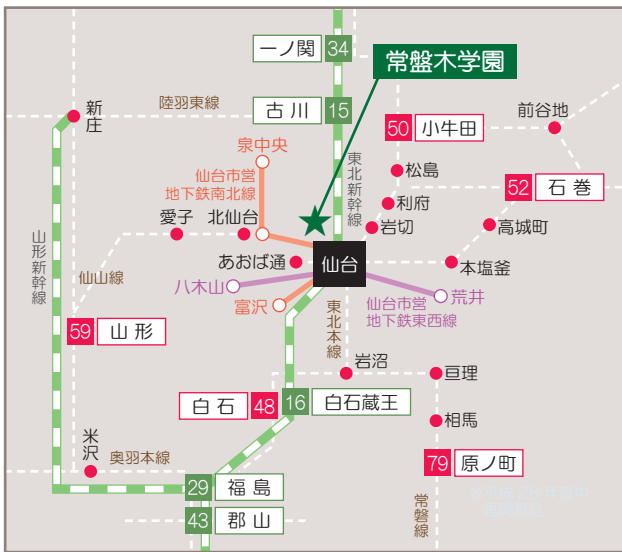 一ノ関 34
常盤木学園
新庄
陸羽東線
古川 15
前谷地
50 小牛田
泉中央
仙台市営
地下鉄南北線
東北新幹線
松島
52 石巻
利府
愛子
北仙台
岩切
高城町
山形新幹線
あおば通
仙台
本塩釜
仙山線
八木山
富沢
仙台市営
地下鉄東西線
荒井
59 山形
東北本線
岩沼
亘理
白石 48
16 白石蔵王
相馬
米沢
奥羽本線
79 原ノ町
29 福島
常磐線
43 郡山